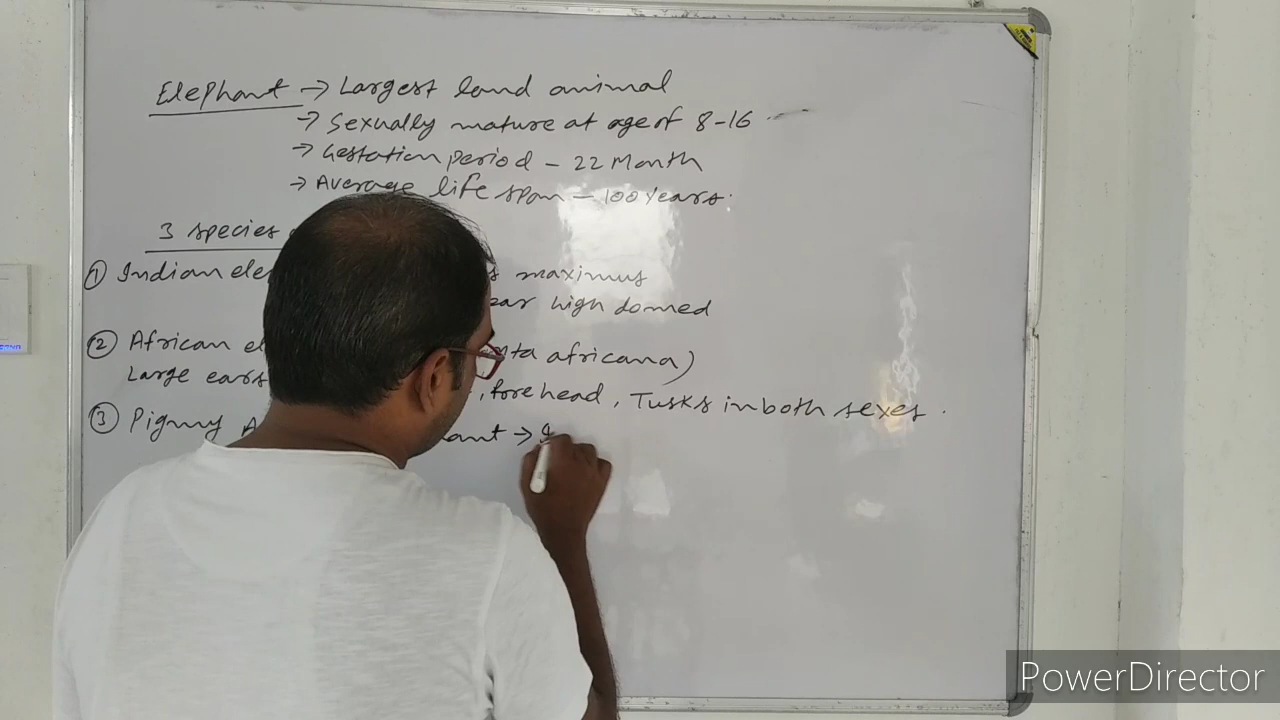 Elephant → Largest land animal
→ Sexually mature at age of 8-16
→ Gestation period - 22 Month
→ Average life span - 100 Years.
3 species
① Indian ele maximus
ear high domed
② African el nta africana)
Large ears , forehead , Tusks in both sexes .
③ Pigmy A hant →
PowerDirector